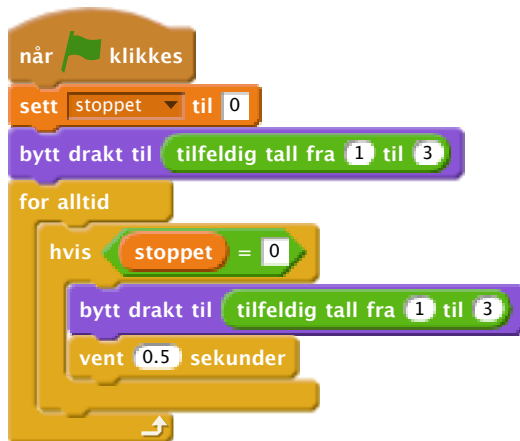 når klikkes
sett stoppet til 0
bytt drakt til tilfeldig tall fra 1 til 3
for alltid
hvis stoppet = 0
bytt drakt til tilfeldig tall fra 1 til 3
vent 0.5 sekunder